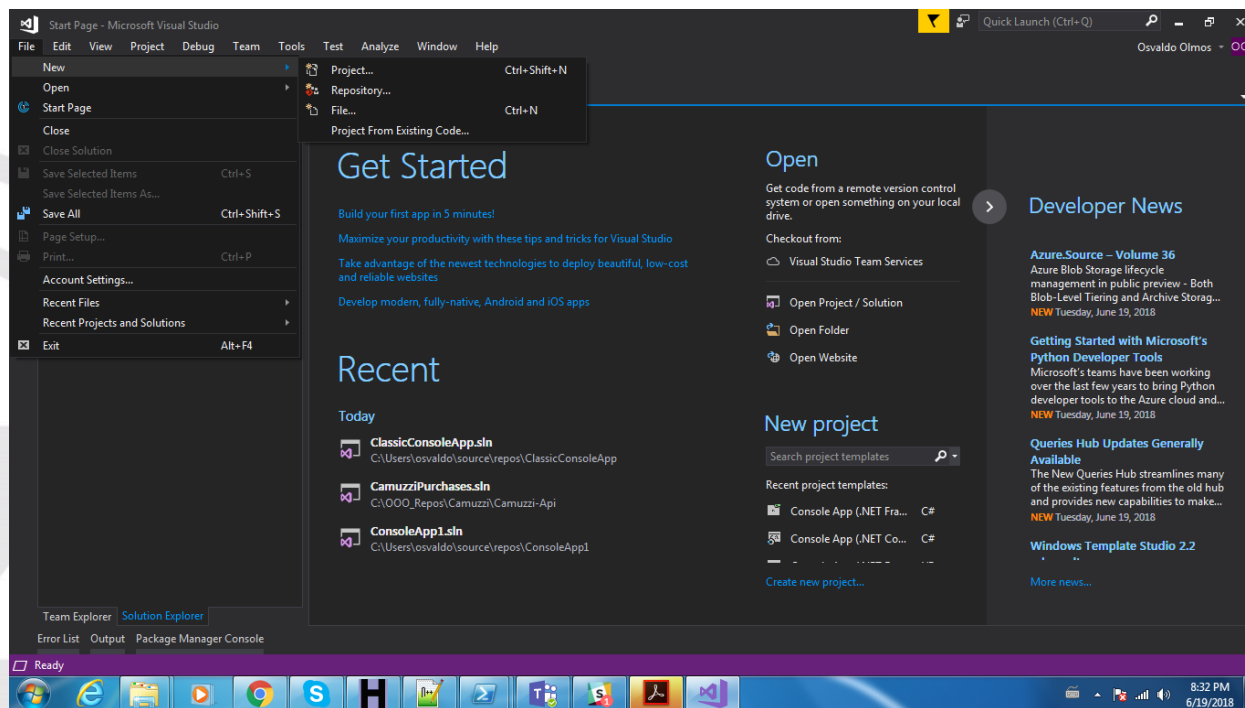 Start Page - Microsoft Visual Studio
Quick Launch (Ctrl+Q)
File Edit View Project Debug Team Tools Test Analyze Window Help
Osvaldo Olmos
New
Open
Start Page
Close
Close Solution
Save Selected Items Ctrl+S
Save Selected Items As...
Save All Ctrl+Shift+S
Page Setup...
Print... Ctrl+P
Account Settings...
Recent Files
Recent Projects and Solutions
Exit Alt+F4
Project... Ctrl+Shift+N
Repository...
File... Ctrl+N
Project From Existing Code...
Get Started
Build your first app in 5 minutes!
Maximize your productivity with these tips and tricks for Visual Studio
Take advantage of the newest technologies to deploy beautiful, low-cost
and reliable websites
Develop modern, fully-native, Android and iOS apps
Recent
Today
ClassicConsoleApp.sln
C:\Users\osvaldo\source\repos\ClassicConsoleApp
CamuzziPurchases.sln
C:\OOO_Repos\Camuzzi\Camuzzi-Api
ConsoleApp1.sln
C:\Users\osvaldo\source\repos\ConsoleApp1
Open
Get code from a remote version control
system or open something on your local
drive.
Checkout from:
Visual Studio Team Services
Open Project / Solution
Open Folder
Open Website
New project
Search project templates
Recent project templates:
Console App (.NET Fra... C#
Console App (.NET Co... C#
Create new project...
Developer News
Azure.Source – Volume 36
Azure Blob Storage lifecycle
management in public preview - Both
Blob-Level Tiering and Archive Storag...
NEW Tuesday, June 19, 2018
Getting Started with Microsoft's
Python Developer Tools
Microsoft's teams have been working
over the last few years to bring Python
developer tools to the Azure cloud and...
NEW Tuesday, June 19, 2018
Queries Hub Updates Generally
Available
The New Queries Hub streamlines many
of the existing features from the old hub
and provides new capabilities to make...
NEW Tuesday, June 19, 2018
Windows Template Studio 2.2
More news...
Team Explorer Solution Explorer
Error List Output Package Manager Console
Ready
8:32 PM
6/19/2018